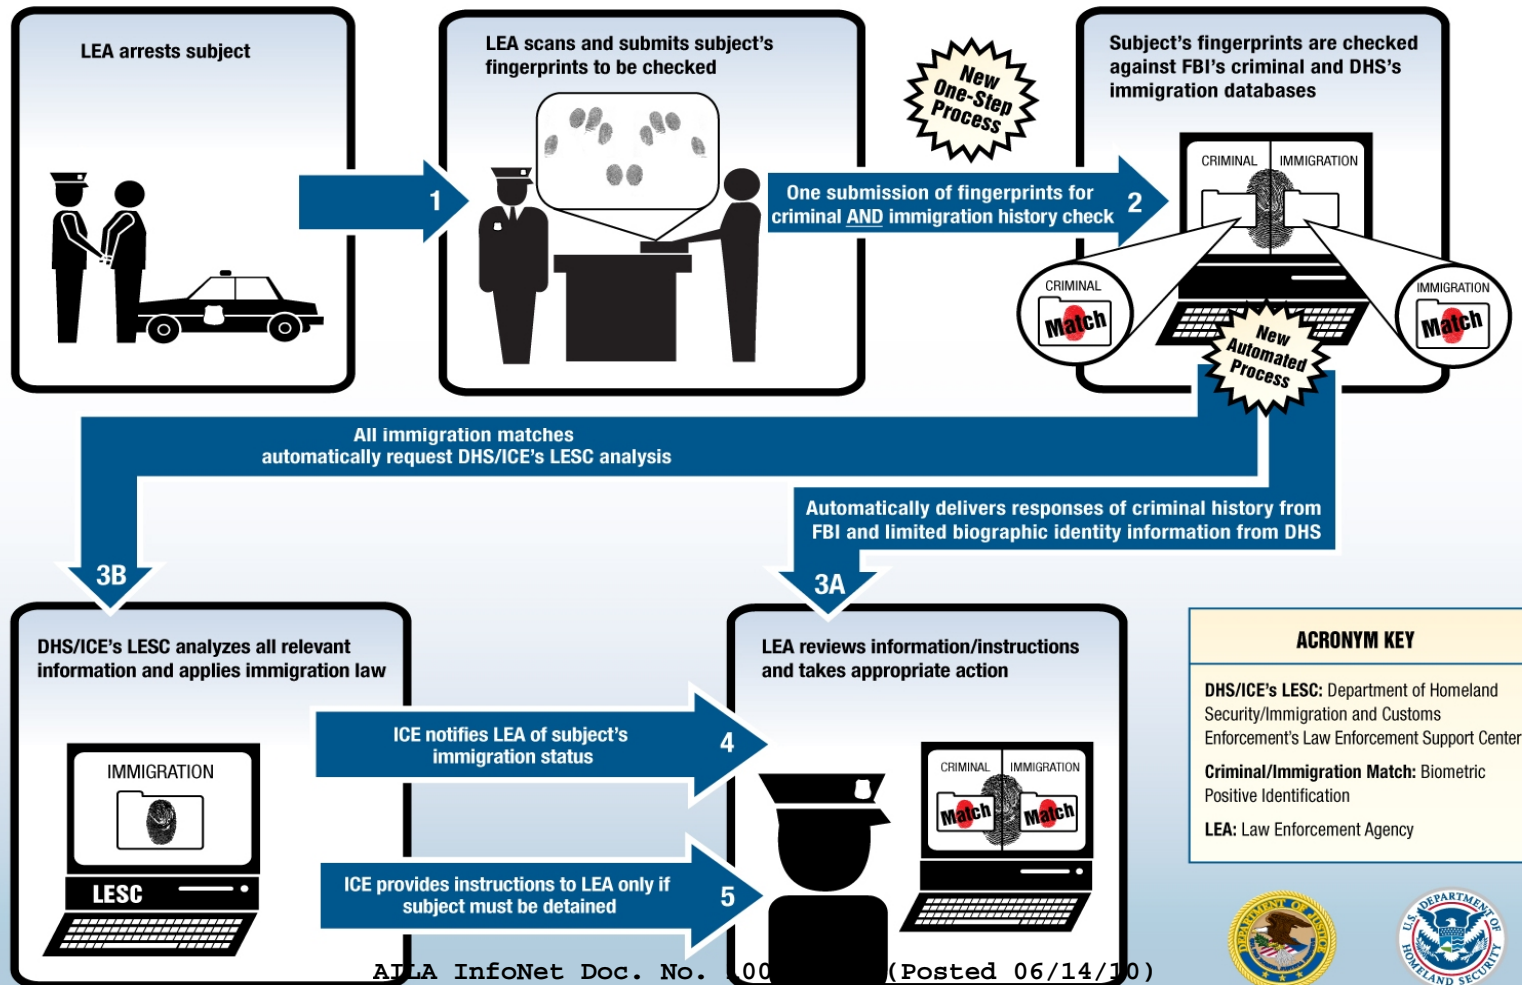 LEA arrests subject
1
LEA scans and submits subject's
fingerprints to be checked
New
One-Step
Process
One submission of fingerprints for
criminal AND immigration history check
2
Subject's fingerprints are checked
against FBI's criminal and DHS's
immigration databases
CRIMINAL
IMMIGRATION
CRIMINAL
Match
IMMIGRATION
Match
New
Automated
Process
All immigration matches
automatically request DHS/ICE's LESC analysis
Automatically delivers responses of criminal history from
FBI and limited biographic identity information from DHS
3B
3A
DHS/ICE's LESC analyzes all relevant
information and applies immigration law
IMMIGRATION
LESC
ICE notifies LEA of subject's
immigration status
4
ICE provides instructions to LEA only if
subject must be detained
5
LEA reviews information/instructions
and takes appropriate action
CRIMINAL
IMMIGRATION
Match
Match
ACRONYM KEY
DHS/ICE's LESC: Department of Homeland
Security/Immigration and Customs
Enforcement's Law Enforcement Support Center
Criminal/Immigration Match: Biometric
Positive Identification
LEA: Law Enforcement Agency
DEPARTMENT OF JUSTICE
U.S. DEPARTMENT OF
HOMELAND SECURITY
AILA InfoNet Doc. No. (Posted 06/14/10)